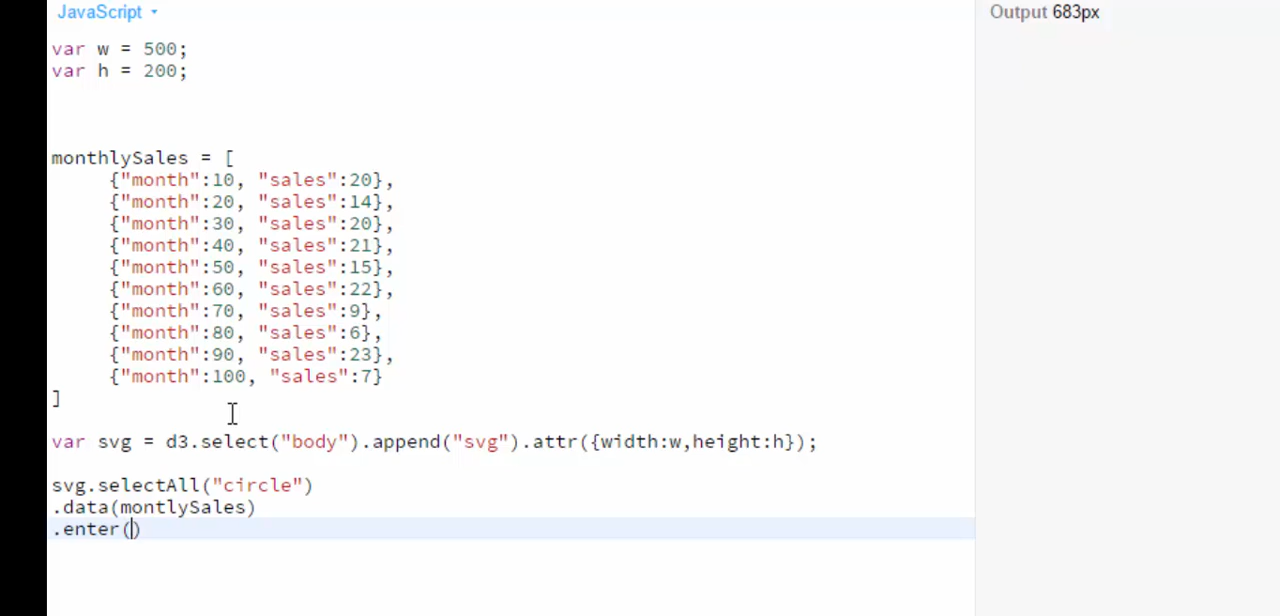 JavaScript
Output 683px
var w = 500;
var h = 200;
monthlySales = [
{"month":10, "sales":20},
{"month":20, "sales":14},
{"month":30, "sales":20},
{"month":40, "sales":21},
{"month":50, "sales":15},
{"month":60, "sales":22},
{"month":70, "sales":9},
{"month":80, "sales":6},
{"month":90, "sales":23},
{"month":100, "sales":7}
]
var svg = d3.select("body").append("svg").attr({width:w,height:h});
svg.selectAll("circle")
.data(montlySales)
.enter()